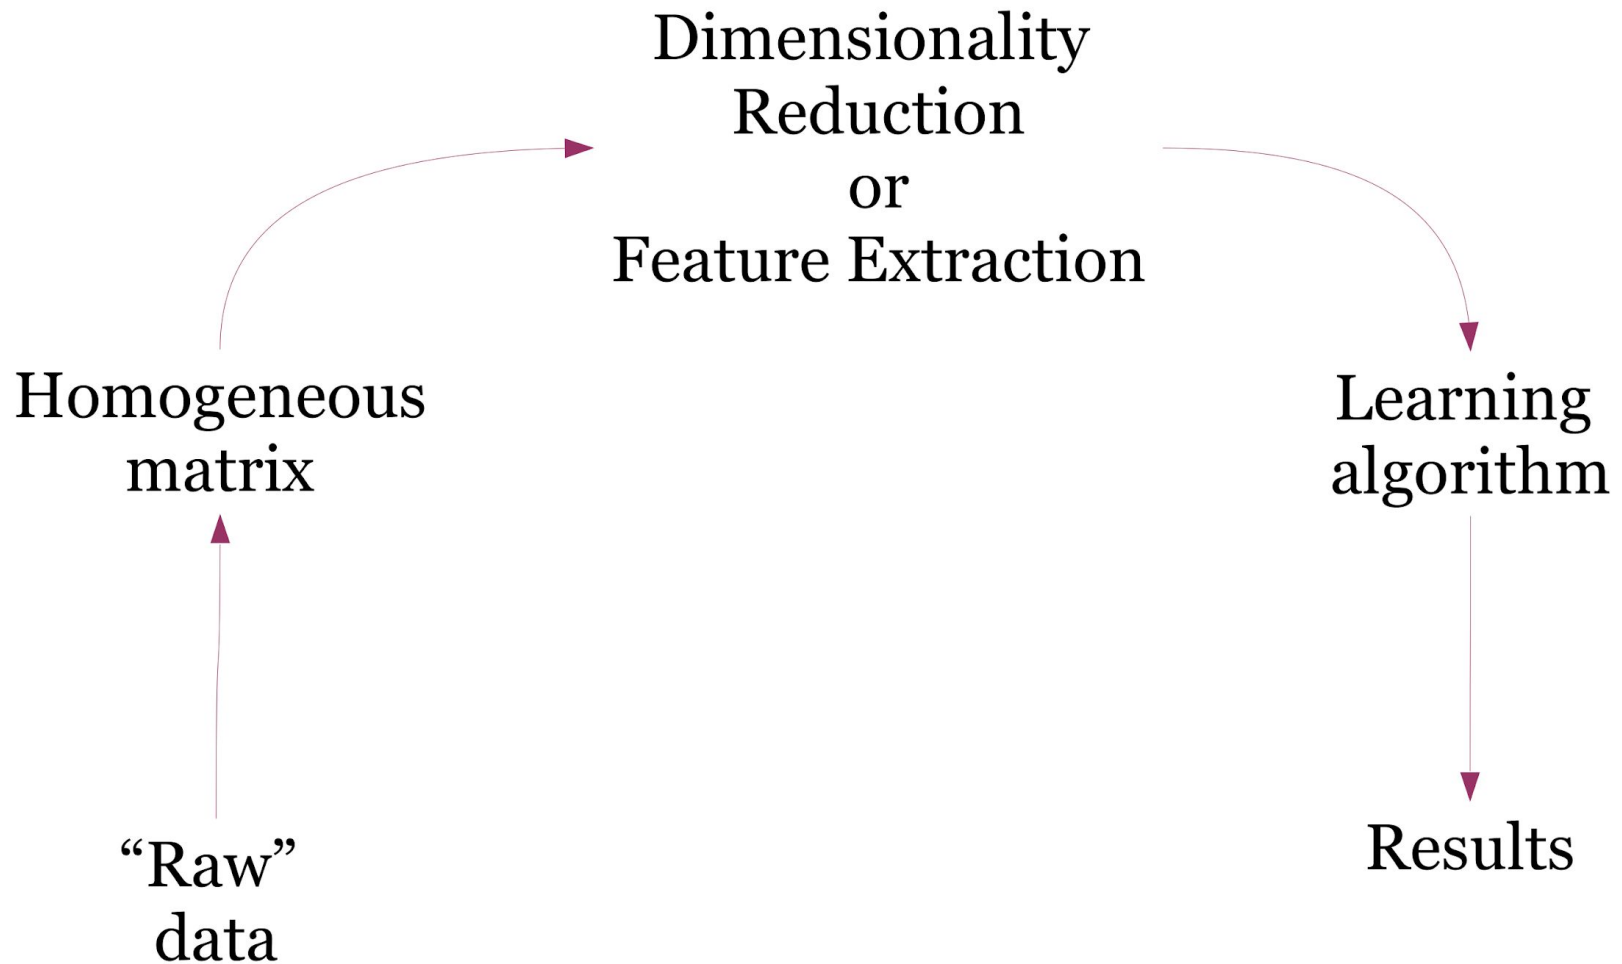 Dimensionality
Reduction
or
Feature Extraction
Homogeneous
matrix
Learning
algorithm
“Raw”
data
Results